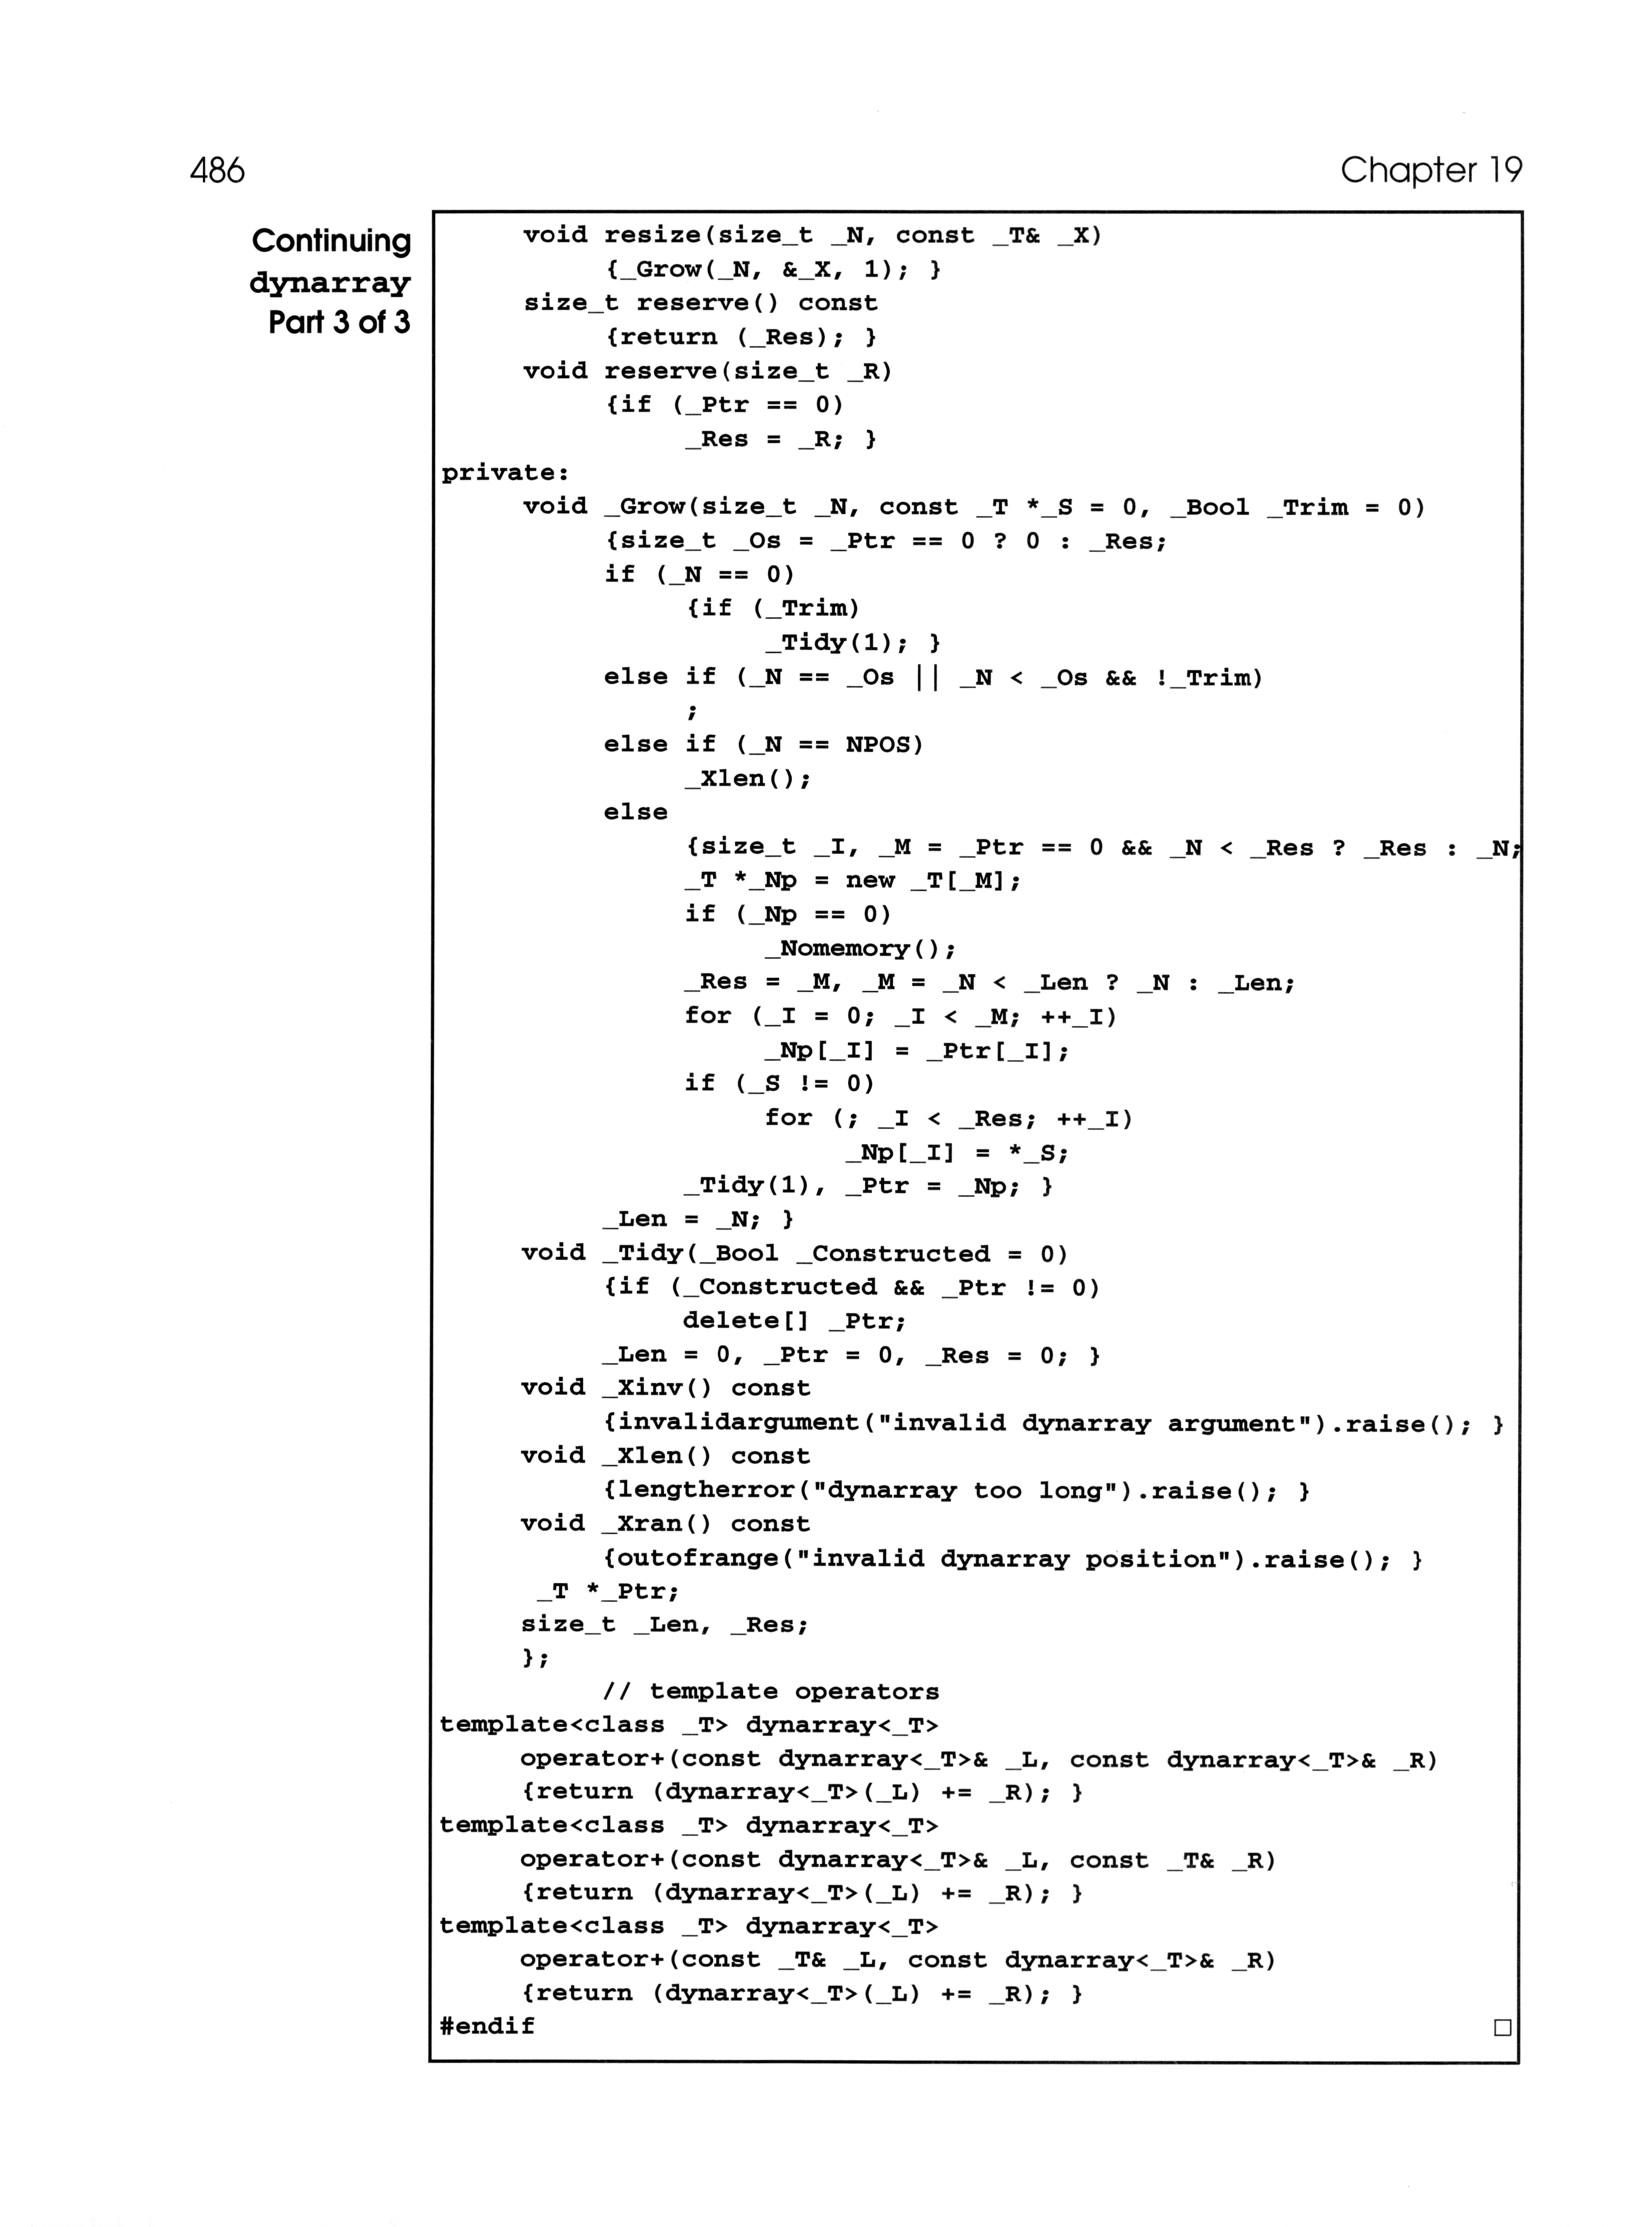 486
Chapter 19
Continuing
dynarray
Part 3 of 3
void resize(size_t _N, const _T& _X)
{_Grow(_N, &_X, 1); }
size_t reserve() const
{return (_Res); }
void reserve(size_t _R)
{if (_Ptr == 0)
_Res = _R; }
private:
void _Grow(size_t _N, const _T *_S = 0, _Bool _Trim = 0)
{size_t _Os = _Ptr == 0 ? 0 : _Res;
if (_N == 0)
{if (_Trim)
_Tidy(1); }
else if (_N == _Os || _N < _Os && !_Trim)
;
else if (_N == NPOS)
_Xlen();
else
{size_t _I, _M = _Ptr == 0 && _N < _Res ? _Res : _N;
_T *_Np = new _T[_M];
if (_Np == 0)
_Nomemory();
_Res = _M, _M = _N < _Len ? _N : _Len;
for (_I = 0; _I < _M; ++_I)
_Np[_I] = _Ptr[_I];
if (_S != 0)
for (; _I < _Res; ++_I)
_Np[_I] = *_S;
_Tidy(1), _Ptr = _Np; }
_Len = _N; }
void _Tidy(_Bool _Constructed = 0)
{if (_Constructed && _Ptr != 0)
delete[] _Ptr;
_Len = 0, _Ptr = 0, _Res = 0; }
void _Xinv() const
{invalidargument("invalid dynarray argument").raise(); }
void _Xlen() const
{lengtherror("dynarray too long").raise(); }
void _Xran() const
{outofrange("invalid dynarray position").raise(); }
_T *_Ptr;
size_t _Len, _Res;
};
// template operators
template<class _T> dynarray<_T>
operator+(const dynarray<_T>& _L, const dynarray<_T>& _R)
{return (dynarray<_T>(_L) += _R); }
template<class _T> dynarray<_T>
operator+(const dynarray<_T>& _L, const _T& _R)
{return (dynarray<_T>(_L) += _R); }
template<class _T> dynarray<_T>
operator+(const _T& _L, const dynarray<_T>& _R)
{return (dynarray<_T>(_L) += _R); }
#endif □